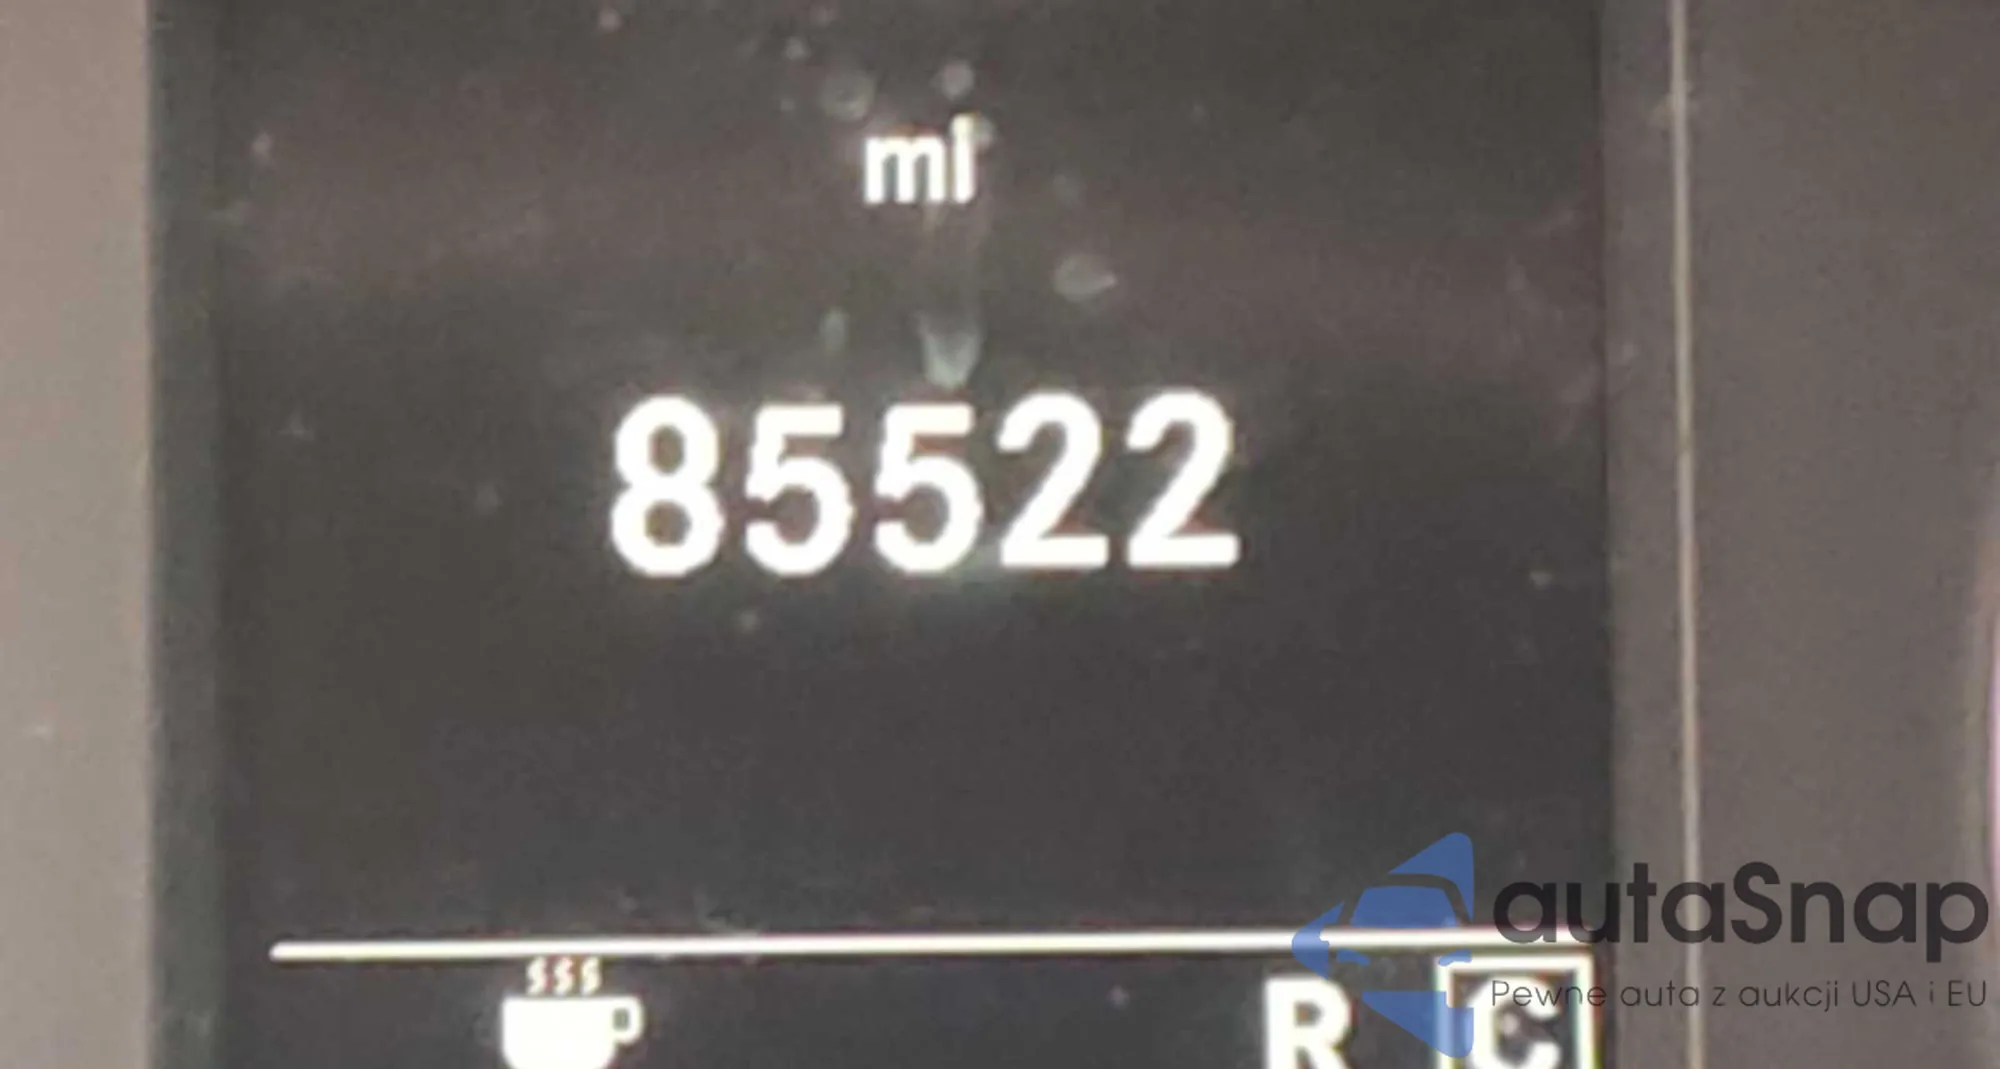 mi
85522
R C
autaSnap
Pewne auta z aukcji USA i EU